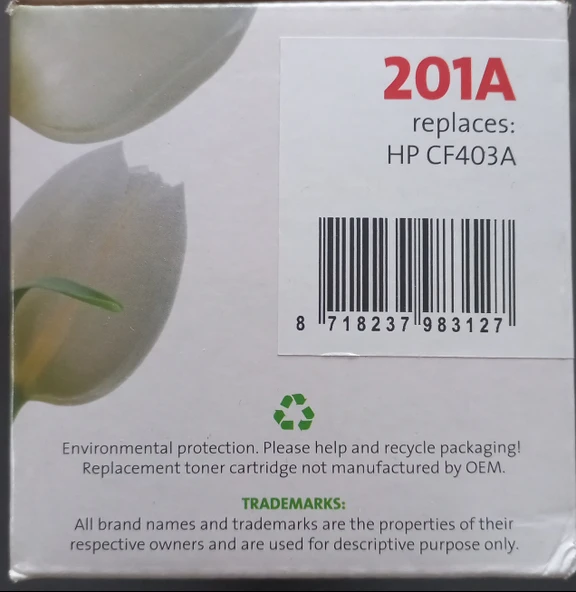 201A
replaces:
HP CF403A
8 718237 983127
Environmental protection. Please help and recycle packaging!
Replacement toner cartridge not manufactured by OEM.
TRADEMARKS:
All brand names and trademarks are the properties of their
respective owners and are used for descriptive purpose only.